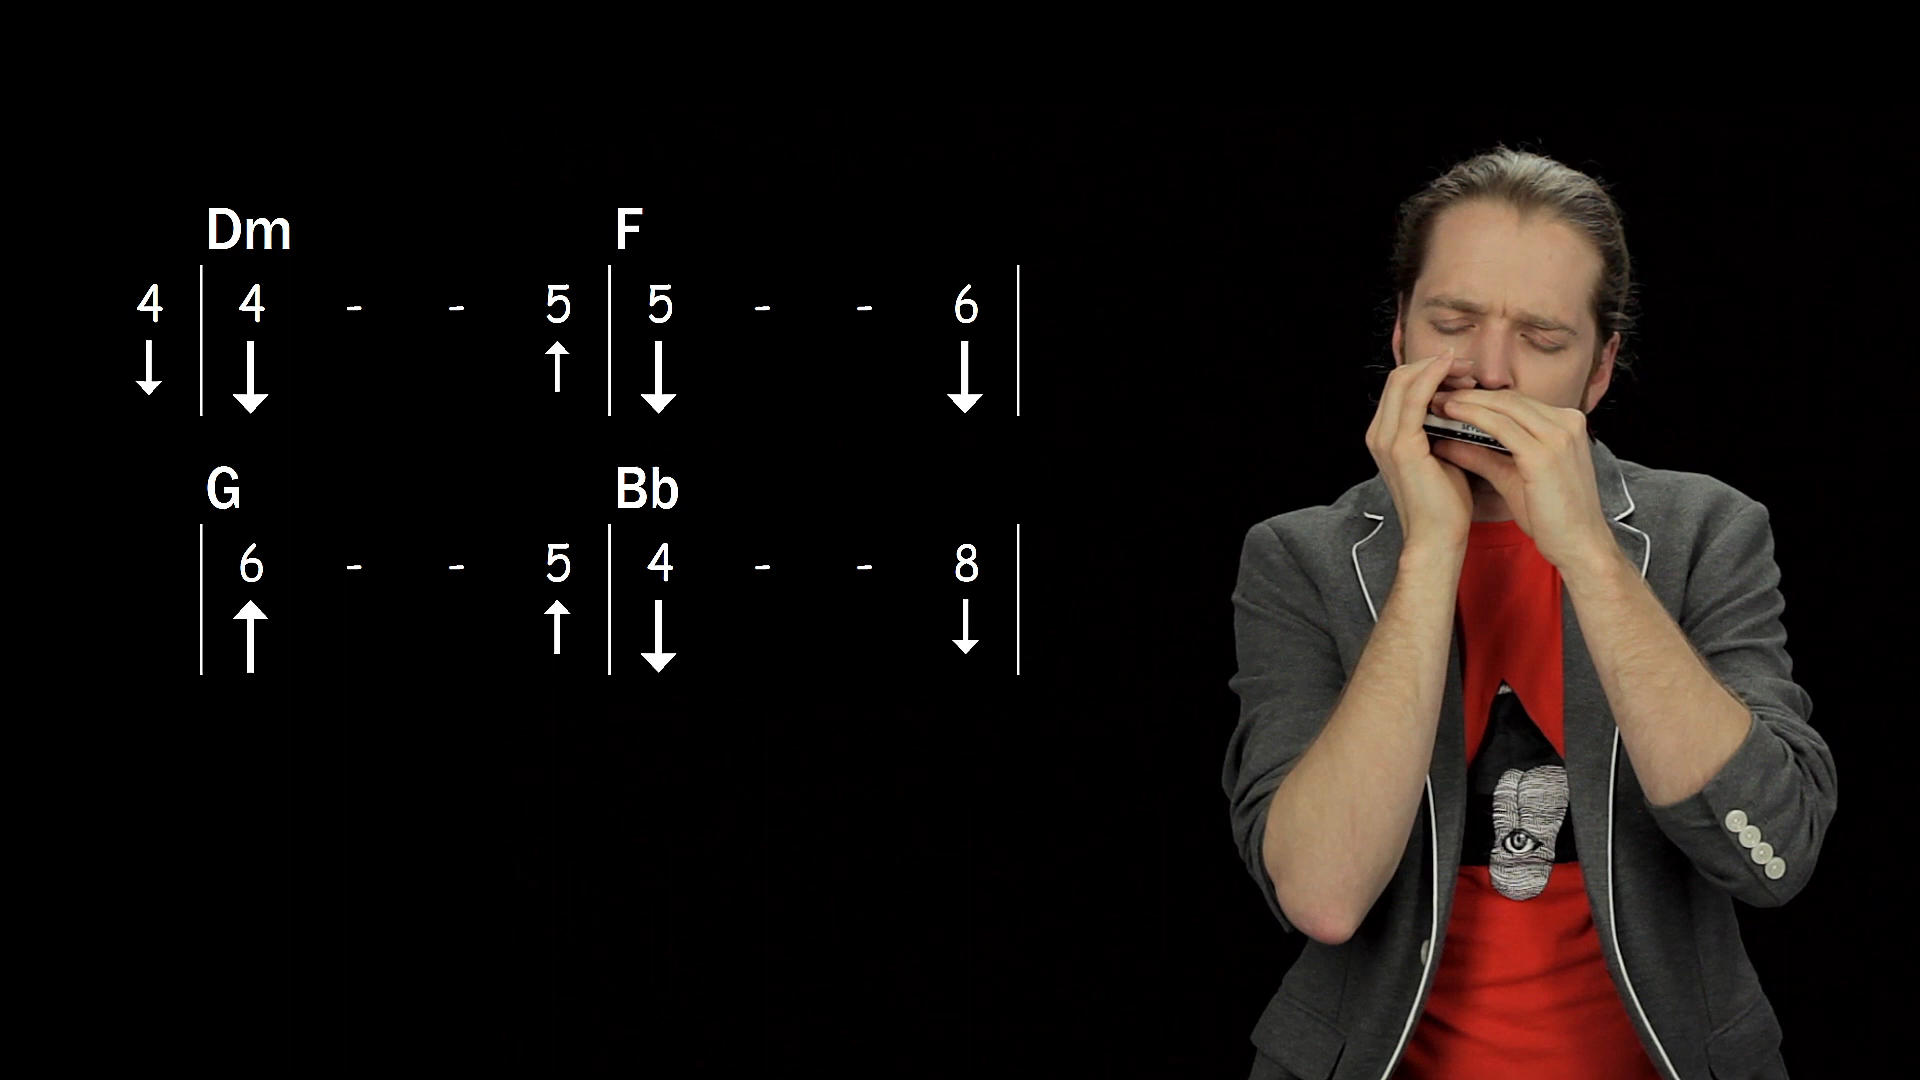 Dm F
4 4 - - 5 5 - - 6
↓ ↓ ↑ ↓ ↓
G Bb
6 - - 5 4 - - 8
↑ ↑ ↓ ↓